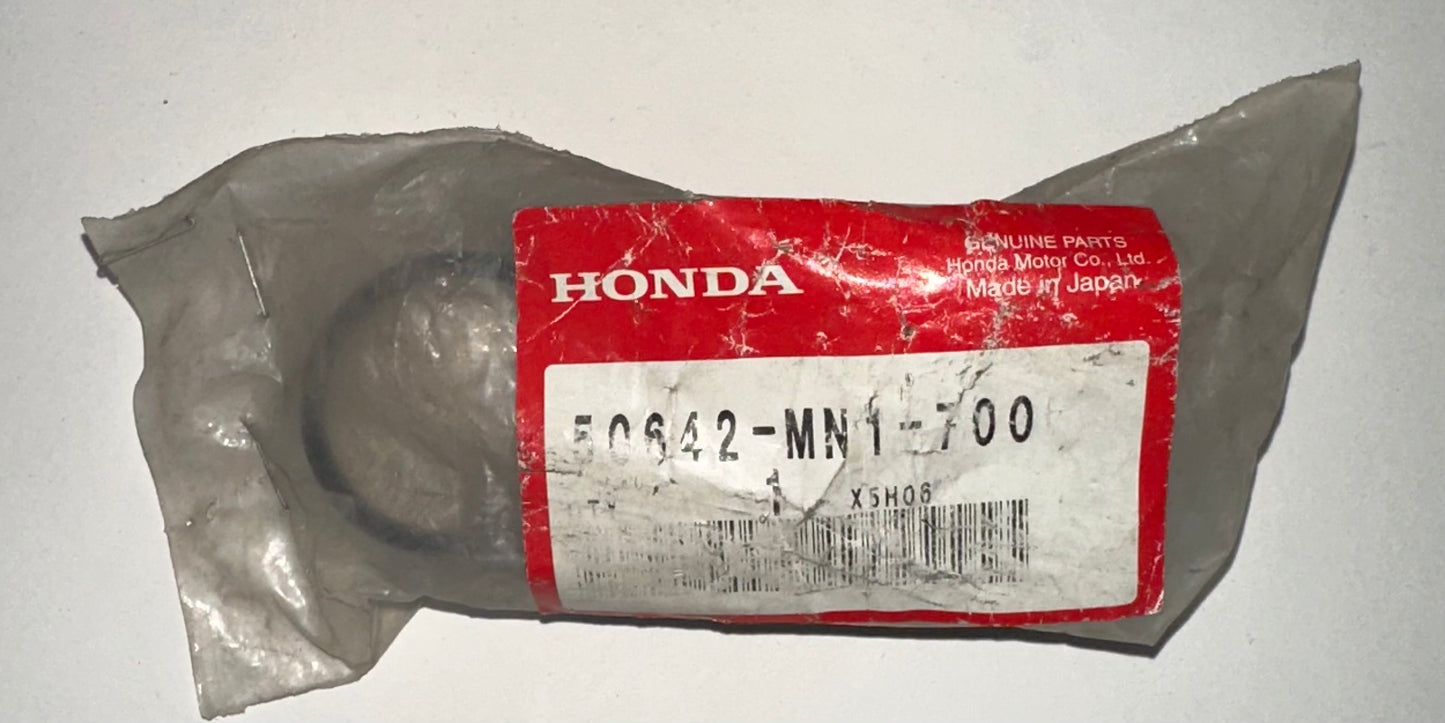 HONDA
GENUINE PARTS
Honda Motor Co., Ltd.
Made in Japan
50642-MN1-700
1
X5H06